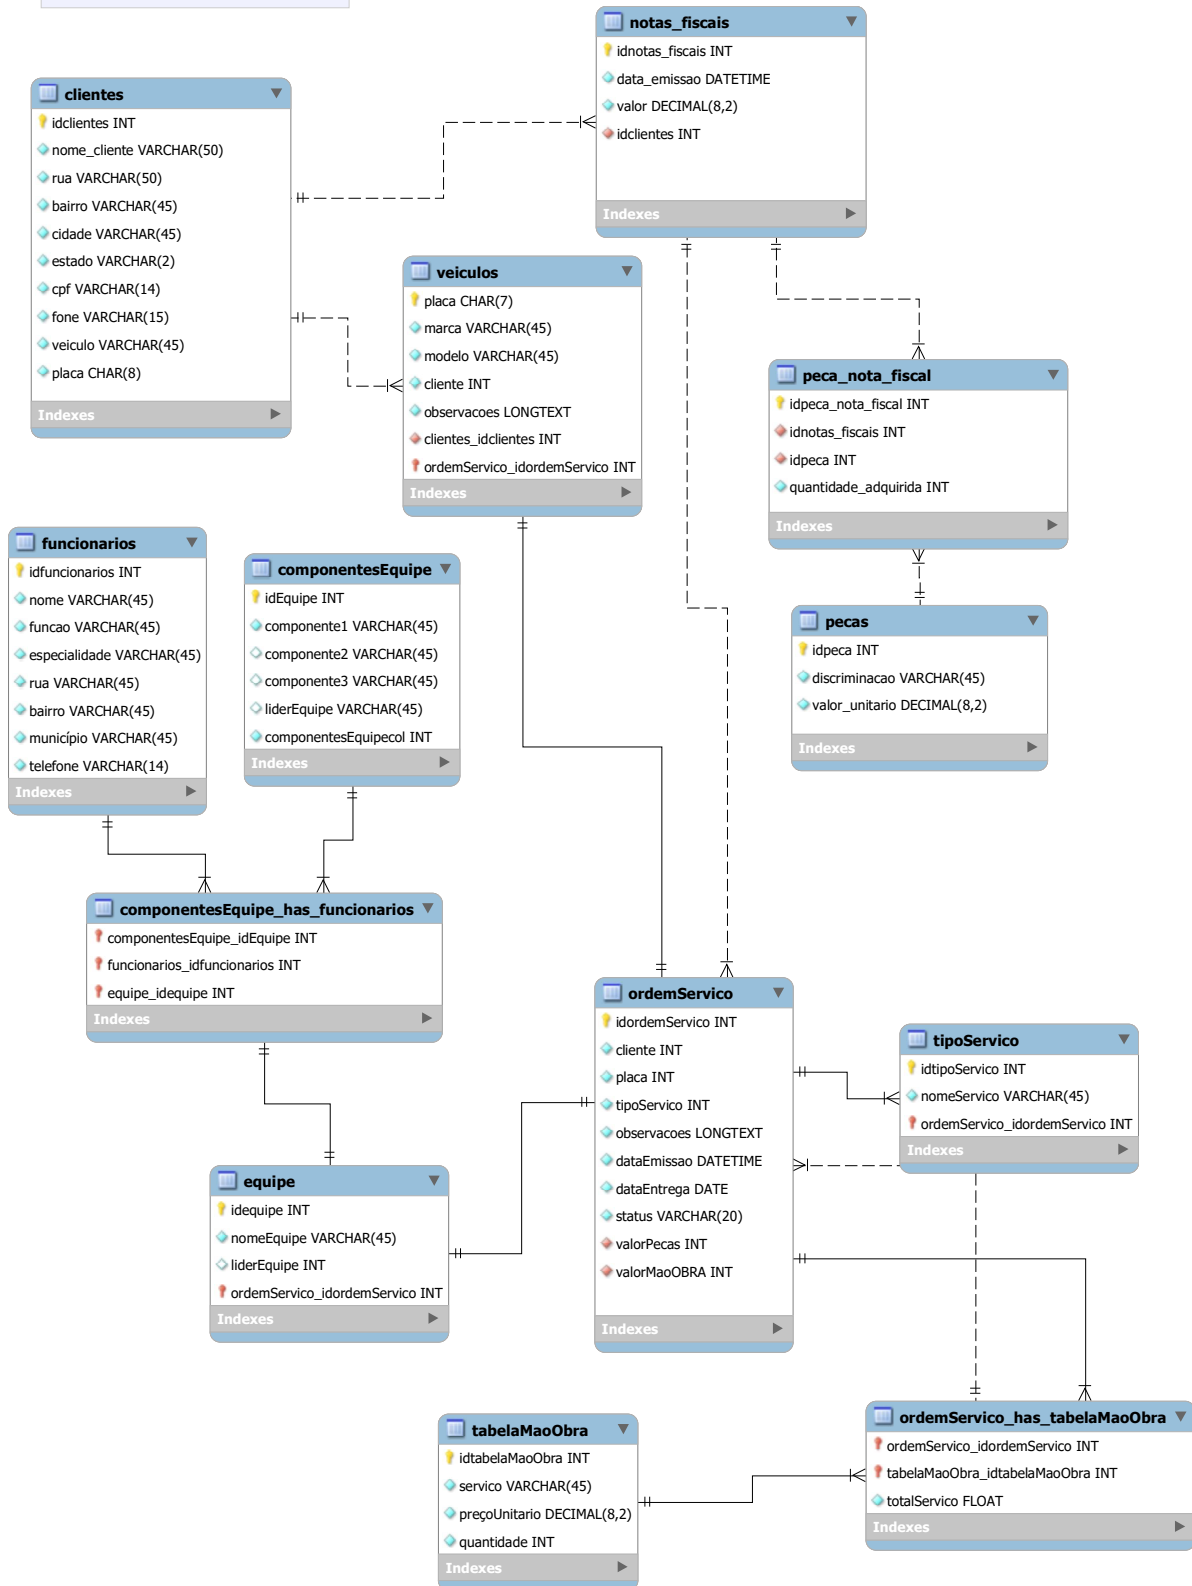 notas_fiscais
idnotas_fiscais INT
data_emissao DATETIME
valor DECIMAL(8,2)
idclientes INT
Indexes
clientes
idclientes INT
nome_cliente VARCHAR(50)
rua VARCHAR(50)
bairro VARCHAR(45)
cidade VARCHAR(45)
estado VARCHAR(2)
cpf VARCHAR(14)
fone VARCHAR(15)
veiculo VARCHAR(45)
placa CHAR(8)
Indexes
veiculos
placa CHAR(7)
marca VARCHAR(45)
modelo VARCHAR(45)
cliente INT
observacoes LONGTEXT
clientes_idclientes INT
ordemServico_idordemServico INT
Indexes
peca_nota_fiscal
idpeca_nota_fiscal INT
idnotas_fiscais INT
idpeca INT
quantidade_adquirida INT
Indexes
funcionarios
idfuncionarios INT
nome VARCHAR(45)
funcao VARCHAR(45)
especialidade VARCHAR(45)
rua VARCHAR(45)
bairro VARCHAR(45)
município VARCHAR(45)
telefone VARCHAR(14)
Indexes
componentesEquipe
idEquipe INT
componente1 VARCHAR(45)
componente2 VARCHAR(45)
componente3 VARCHAR(45)
liderEquipe VARCHAR(45)
componentesEquipecol INT
Indexes
pecas
idpeca INT
discriminacao VARCHAR(45)
valor_unitario DECIMAL(8,2)
Indexes
componentesEquipe_has_funcionarios
componentesEquipe_idEquipe INT
funcionarios_idfuncionarios INT
equipe_idequipe INT
Indexes
ordemServico
idordemServico INT
cliente INT
placa INT
tipoServico INT
observacoes LONGTEXT
dataEmissao DATETIME
dataEntrega DATE
status VARCHAR(20)
valorPecas INT
valorMaoOBRA INT
Indexes
tipoServico
idtipoServico INT
nomeServico VARCHAR(45)
ordemServico_idordemServico INT
Indexes
equipe
idequipe INT
nomeEquipe VARCHAR(45)
liderEquipe INT
ordemServico_idordemServico INT
Indexes
tabelaMaoObra
idtabelaMaoObra INT
servico VARCHAR(45)
preçoUnitario DECIMAL(8,2)
quantidade INT
Indexes
ordemServico_has_tabelaMaoObra
ordemServico_idordemServico INT
tabelaMaoObra_idtabelaMaoObra INT
totalServico FLOAT
Indexes